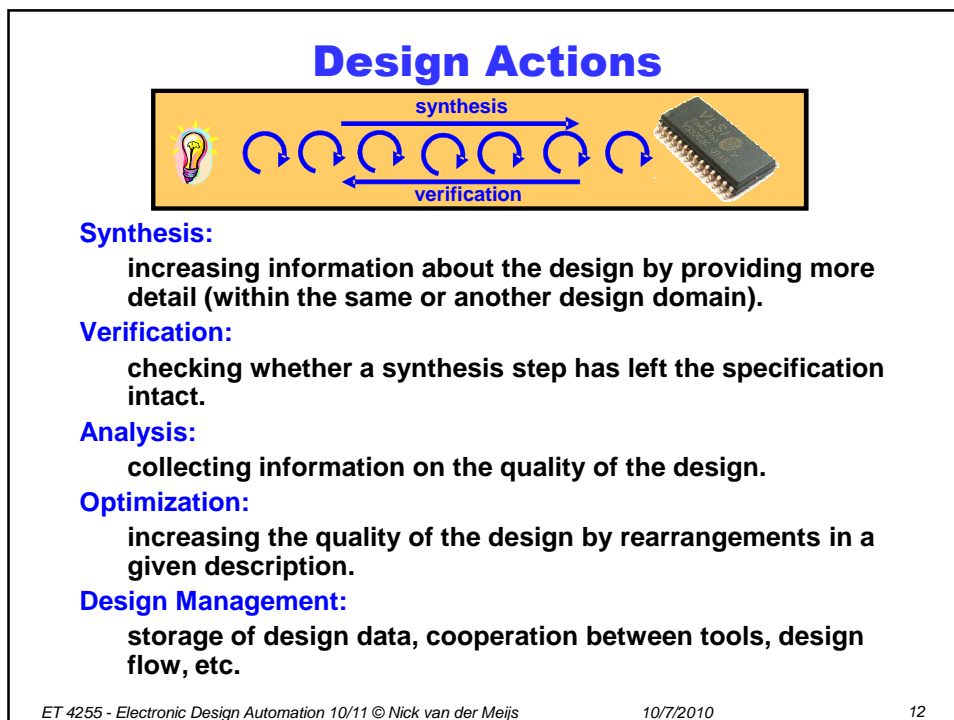 Design Actions
synthesis
VLSI
verification
Synthesis:
increasing information about the design by providing more
detail (within the same or another design domain).
Verification:
checking whether a synthesis step has left the specification
intact.
Analysis:
collecting information on the quality of the design.
Optimization:
increasing the quality of the design by rearrangements in a
given description.
Design Management:
storage of design data, cooperation between tools, design
flow, etc.
ET 4255 - Electronic Design Automation 10/11 © Nick van der Meijs 10/7/2010 12